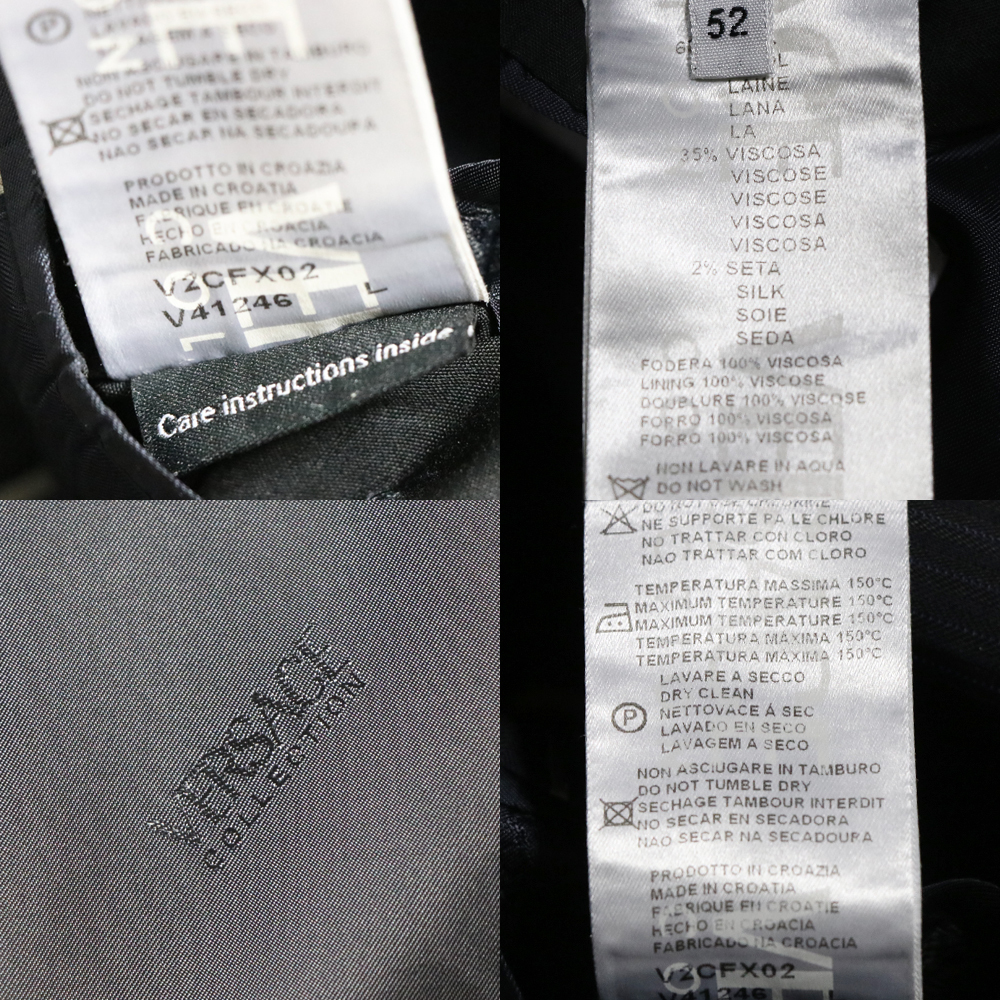 NON ASCIUGARE IN TAMBURO
DO NOT TUMBLE DRY
SECHAGE TAMBOUR INTERDIT
NO SECAR EN SECADORA
NAO SECAR NA SECADOURA
PRODOTTO IN CROAZIA
MADE IN CROATIA
FABRIQUE EN CROATIE
HECHO EN CROACIA
FABRICADO NA CROACIA
V2CFX02
V41246 L
Care instructions inside
52
LAINE
LANA
LA
35% VISCOSA
VISCOSE
VISCOSE
VISCOSA
VISCOSA
2% SETA
SILK
SOIE
SEDA
FODERA 100% VISCOSA
LINING 100% VISCOSE
DOUBLURE 100% VISCOSE
FORRO 100% VISCOSA
FORRO 100% VISCOSA
NON LAVARE IN AQUA
DO NOT WASH
VERSACE
COLLECTION
NE SUPPORTE PA LE CHLORE
NO TRATTAR CON CLORO
NAO TRATTAR COM CLORO
TEMPERATURA MASSIMA 150°C
MAXIMUM TEMPERATURE 150°C
MAXIMUM TEMPERATURE 150°C
TEMPERATURA MAXIMA 150°C
TEMPERATURA MAXIMA 150°C
LAVARE A SECCO
DRY CLEAN
P NETTOVACE Á SEC
LAVADO EN SECO
LAVAGEM A SECO
NON ASCIUGARE IN TAMBURO
DO NOT TUMBLE DRY
SECHAGE TAMBOUR INTERDIT
NO SECAR EN SECADORA
NAO SECAR NA SECADOURA
PRODOTTO IN CROAZIA
MADE IN CROATIA
FABRIQUE EN CROATIE
HECHO EN CROACIA
FABRICADO NA CROACIA
V2CFX02
V41246 L